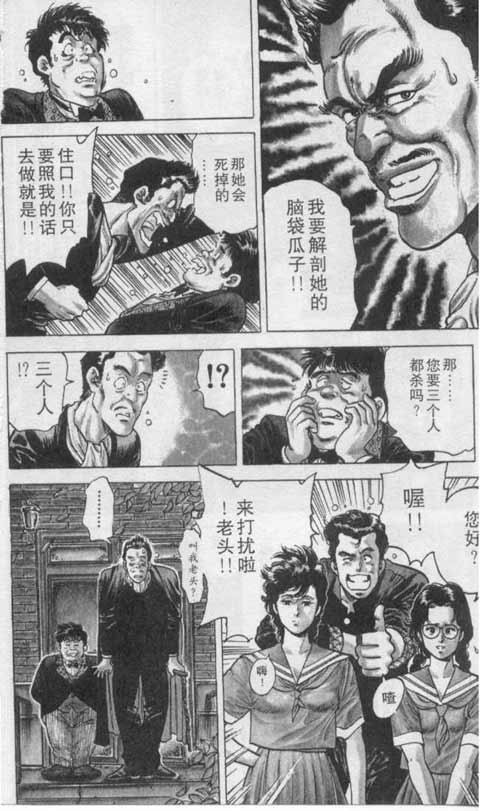 我要解剖她的
脑袋瓜子!!
那她会
死掉的
……
住口!!你只
要照我的话
去做就是!!
那……
您要三个人
都杀吗?
!?
三个人
!?
您好?
喔!!
来打扰啦
!老头!!
嗨!
喳
叫我老头?
………